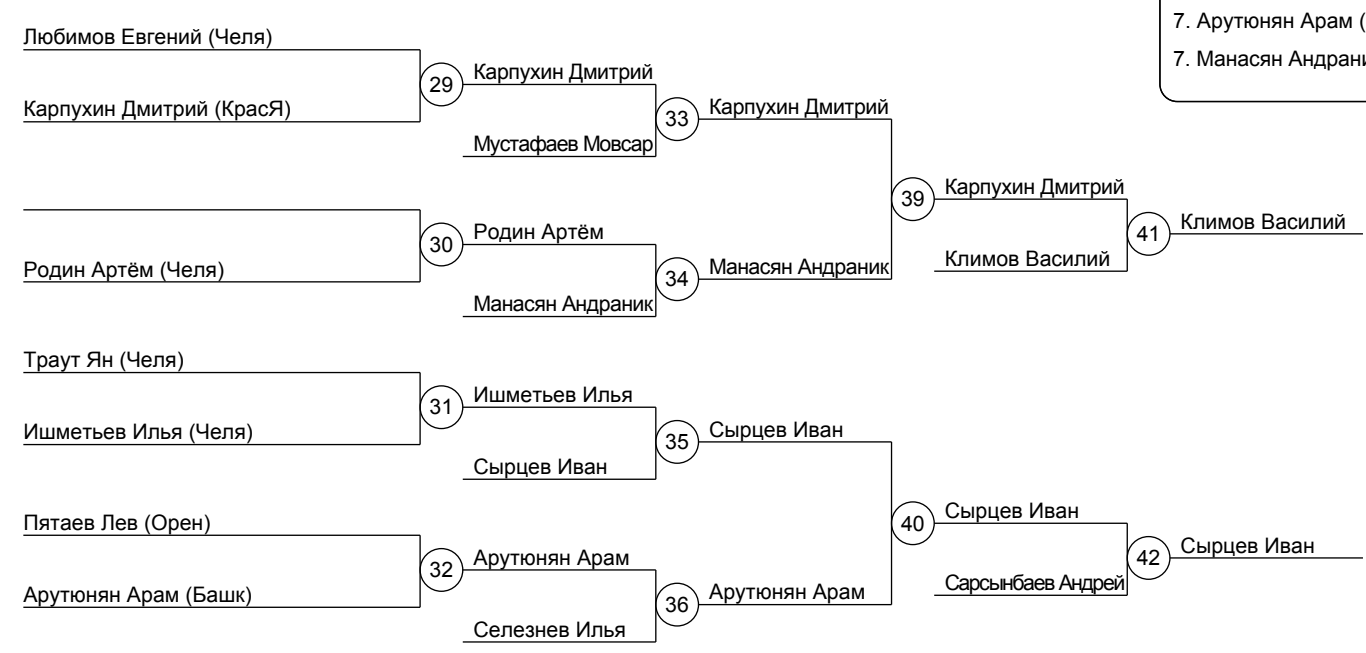 7. Арутюнян Арам (
7. Манасян Андрани
Любимов Евгений (Челя)
29
Карпухин Дмитрий
Карпухин Дмитрий (КрасЯ)
33
Карпухин Дмитрий
Мустафаев Мовсар
39
Карпухин Дмитрий
30
Родин Артём
41
Климов Василий
Родин Артём (Челя)
34
Манасян Андраник
Климов Василий
Манасян Андраник
Траут Ян (Челя)
31
Ишметьев Илья
Ишметьев Илья (Челя)
35
Сырцев Иван
Сырцев Иван
Пятаев Лев (Орен)
40
Сырцев Иван
32
Арутюнян Арам
42
Сырцев Иван
Арутюнян Арам (Башк)
36
Арутюнян Арам
Сарсынбаев Андрей
Селезнев Илья